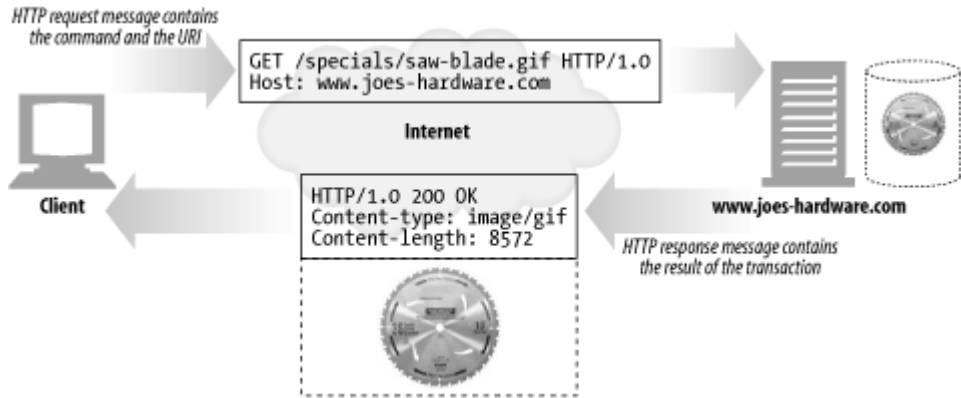 HTTP request message contains
the command and the URI
GET /specials/saw-blade.gif HTTP/1.0
Host: www.joes-hardware.com
Internet
Client
HTTP/1.0 200 OK
Content-type: image/gif
Content-length: 8572
www.joes-hardware.com
HTTP response message contains
the result of the transaction